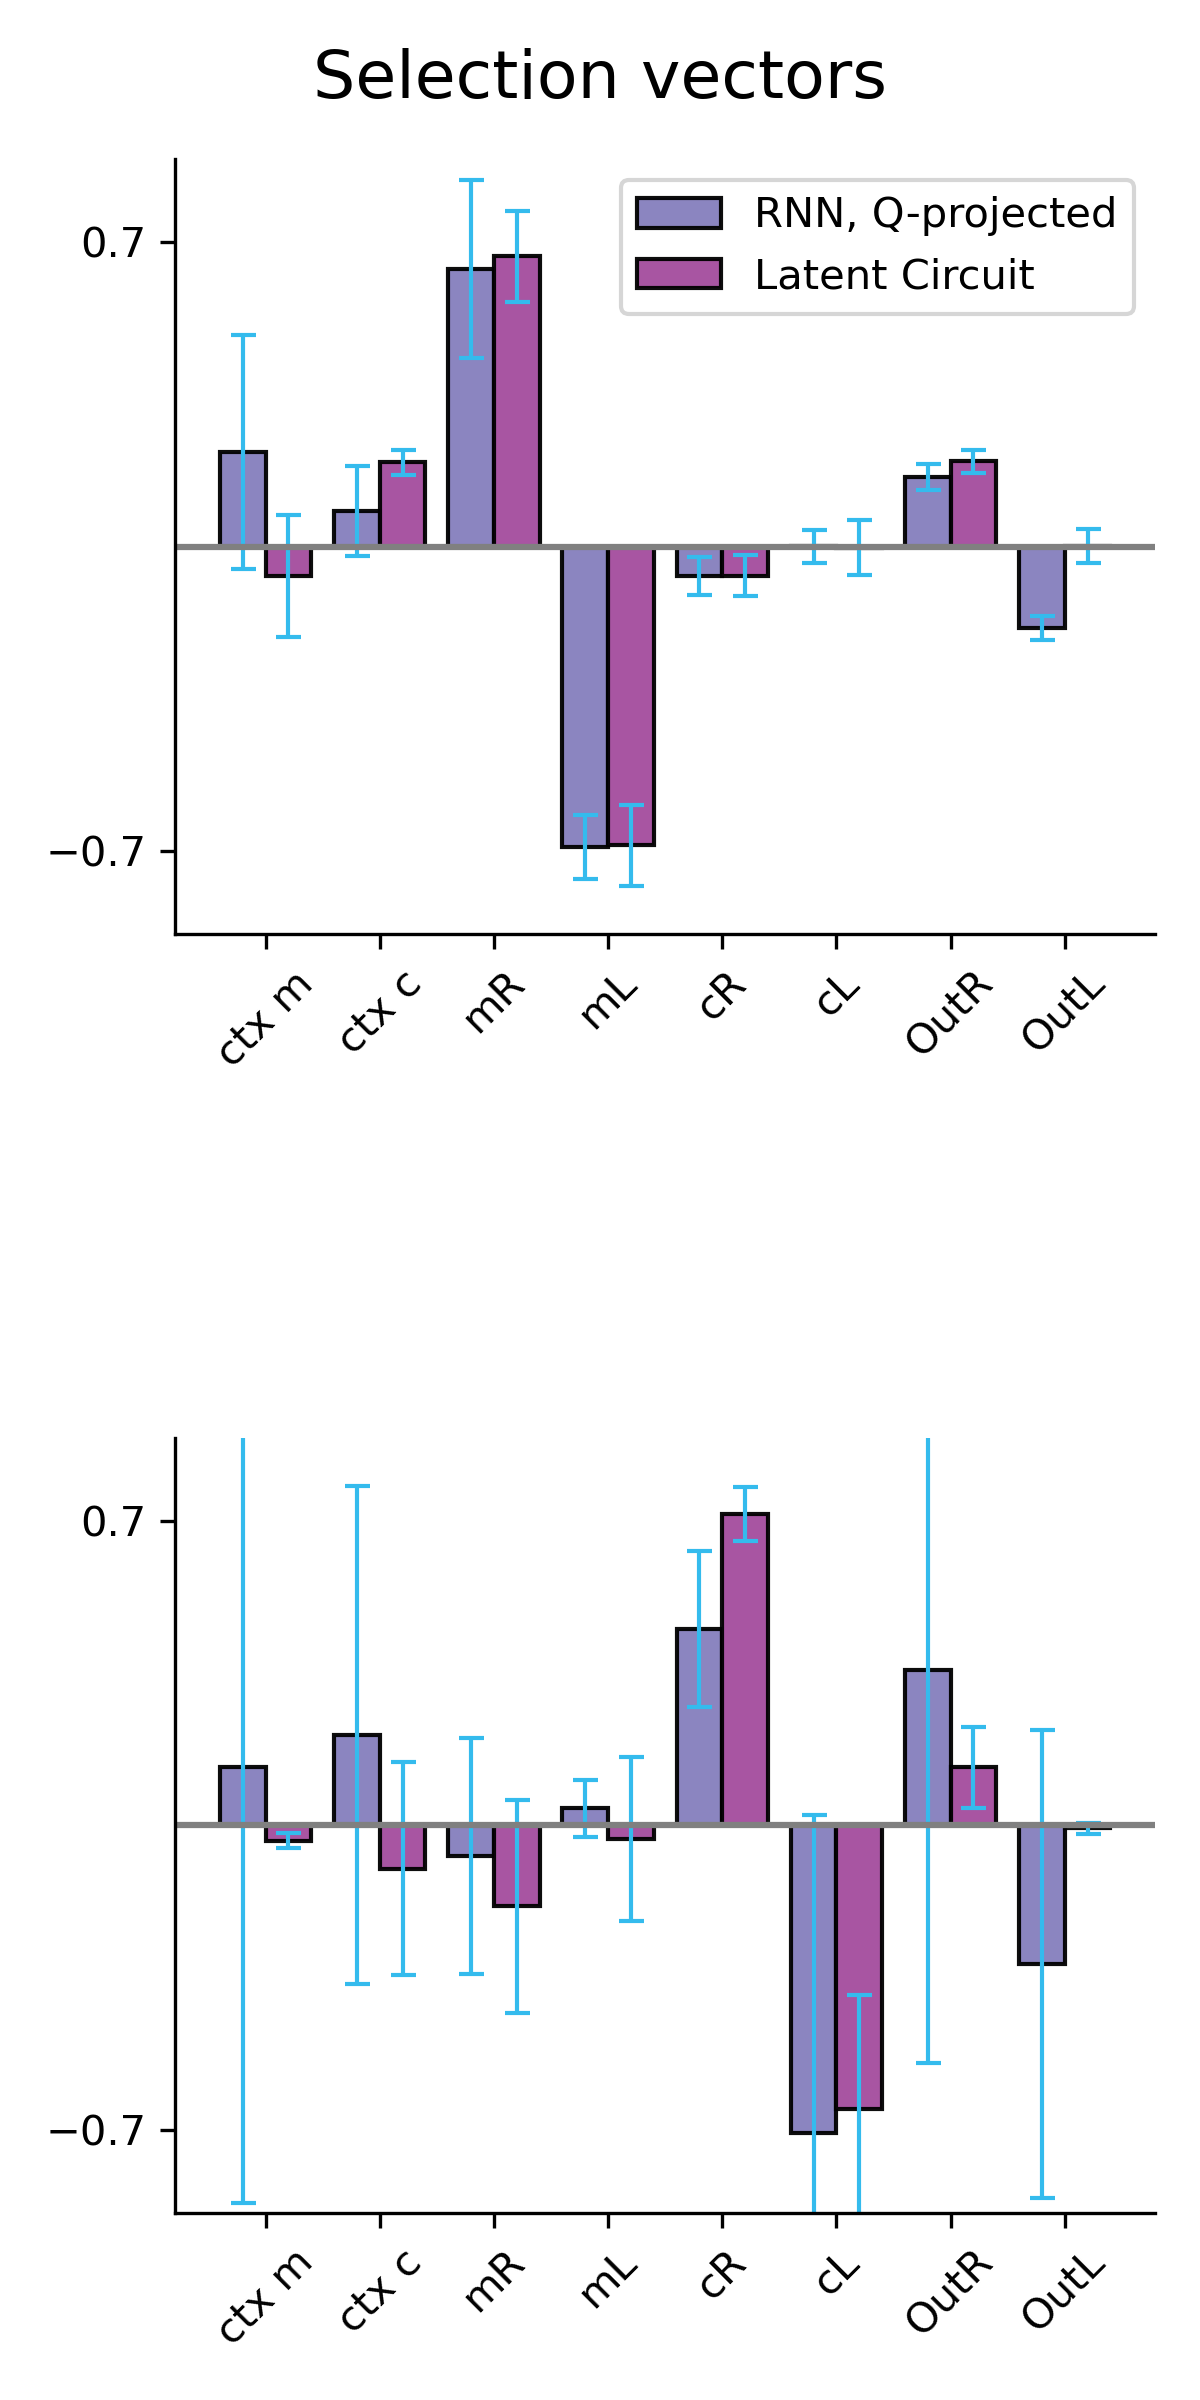 Selection vectors
RNN, Q-projected
Latent Circuit
0.7
−0.7
ctx m
ctx c
mR
mL
cR
cL
OutR
OutL
0.7
−0.7
ctx m
ctx c
mR
mL
cR
cL
OutR
OutL